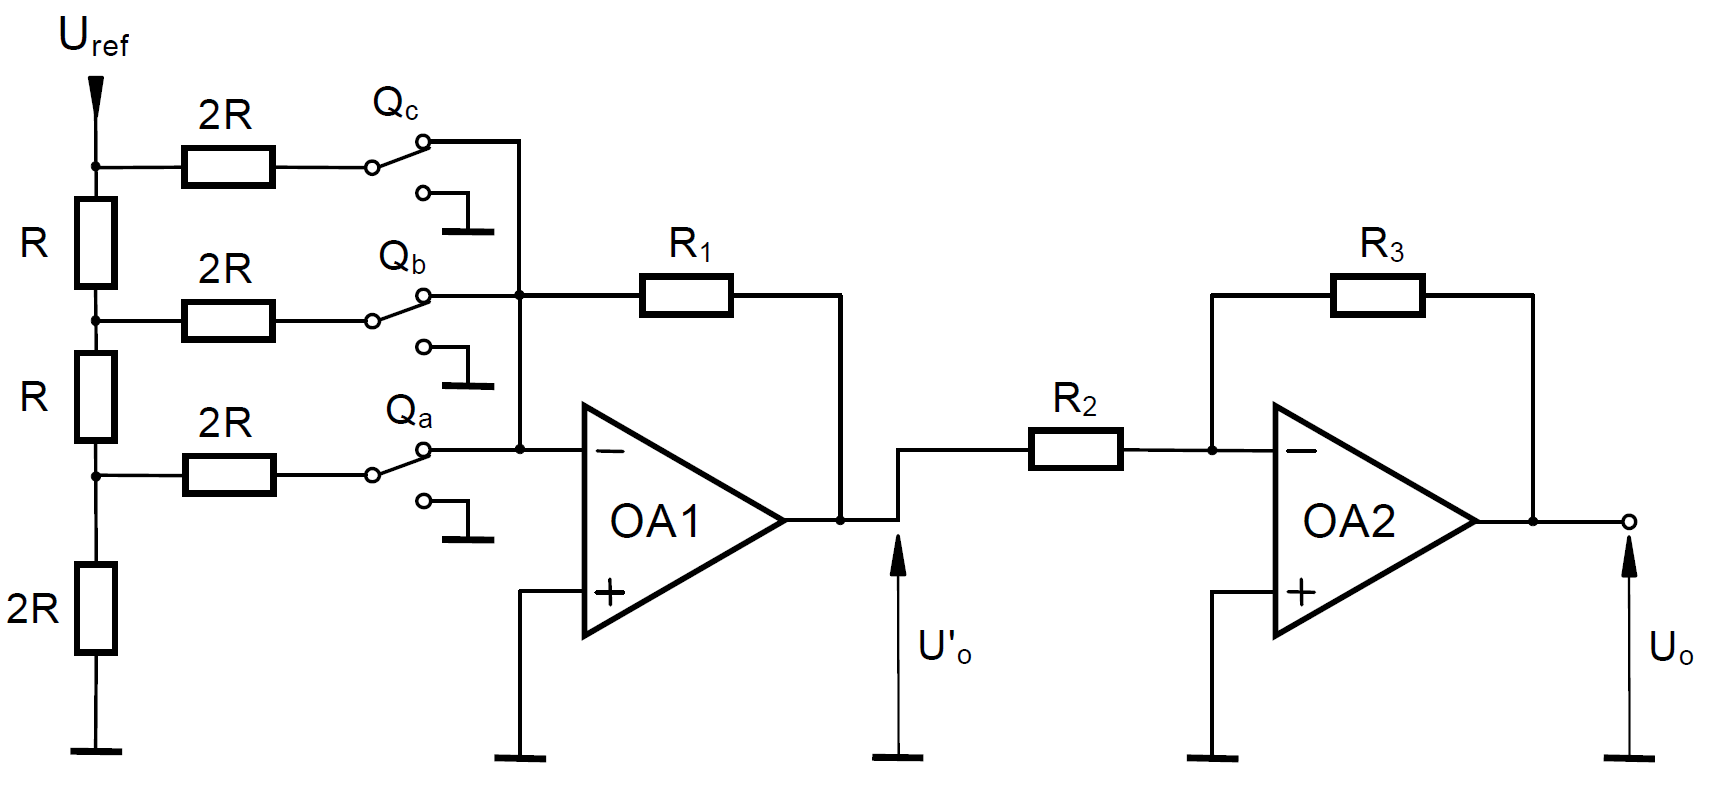 Uref
2R
Qc
R
2R
Qb
R1
R3
R
2R
Qa
R2
−
−
OA1
OA2
2R
+
+
U'o
Uo